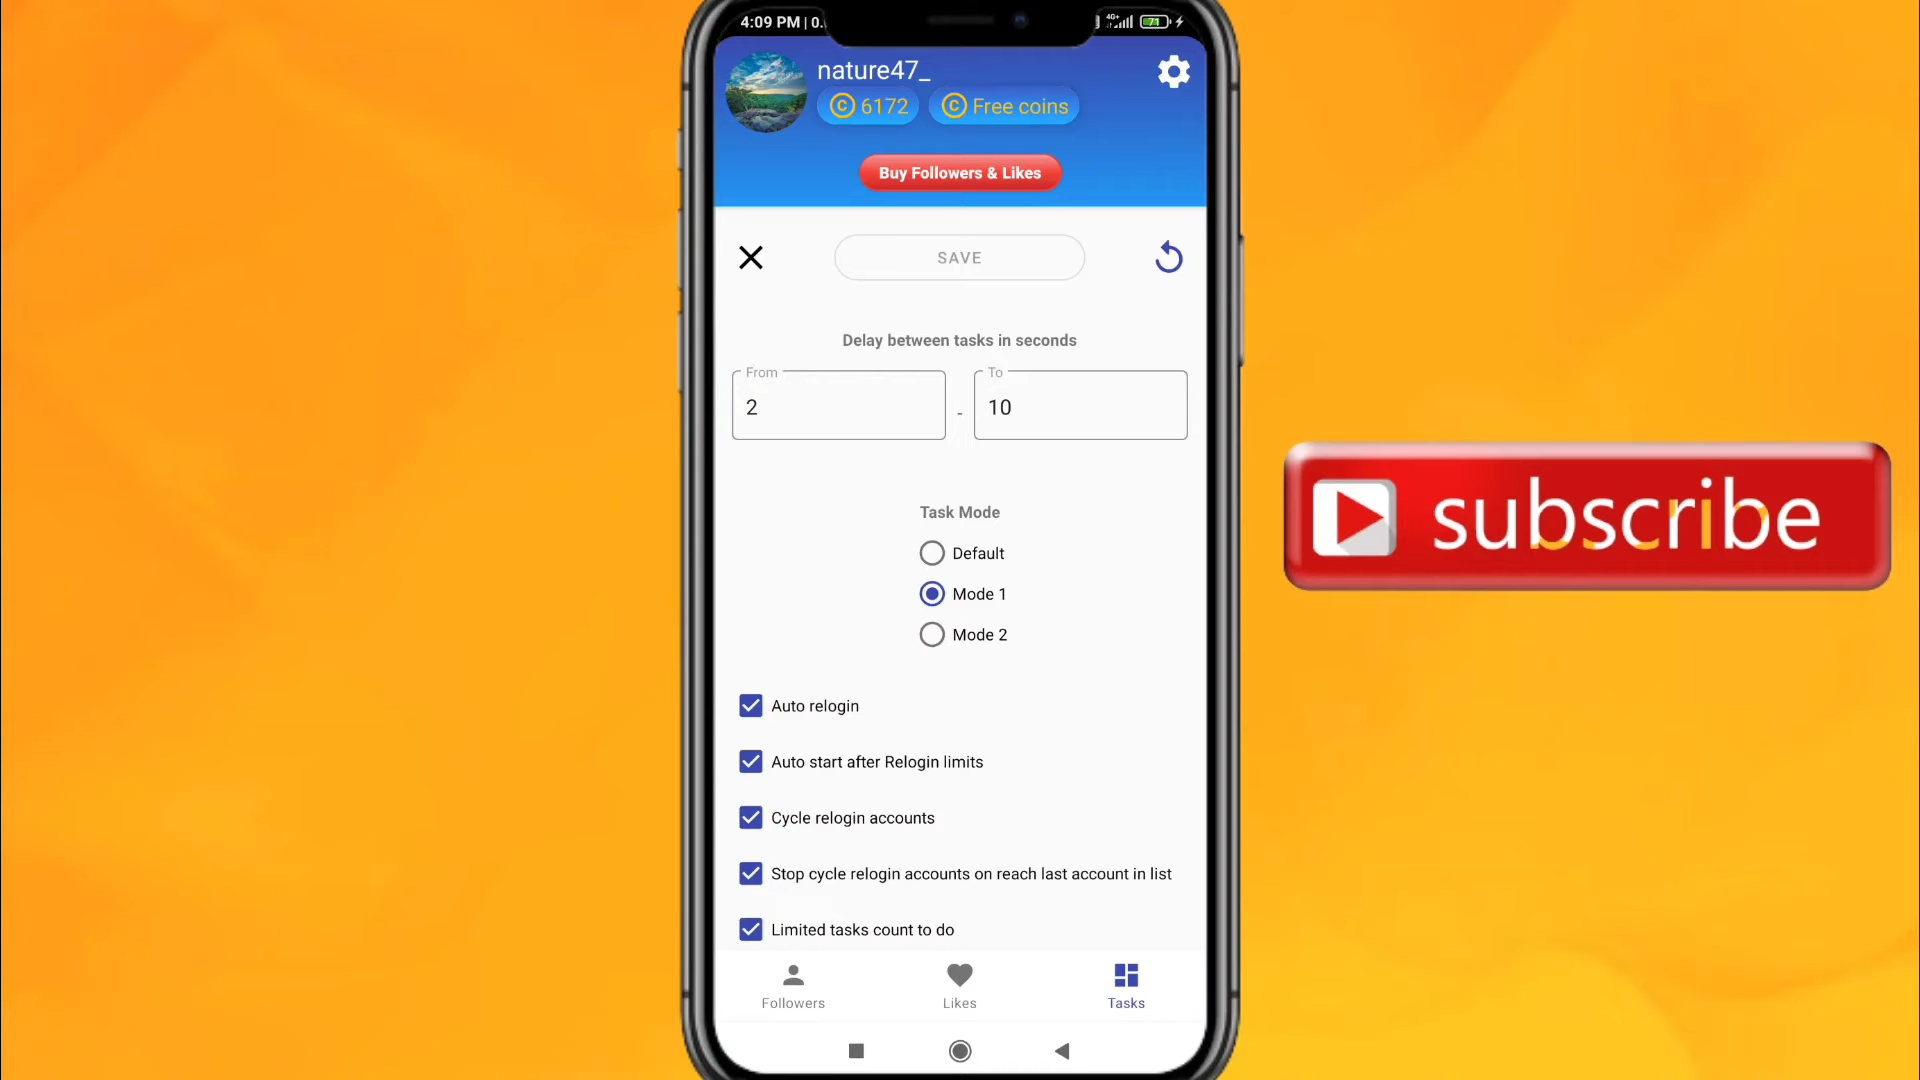 4:09 PM | 0.
4G+
71
nature47_
6172
Free coins
Buy Followers & Likes
SAVE
Delay between tasks in seconds
From
2
-
To
10
Task Mode
Default
Mode 1
Mode 2
Auto relogin
Auto start after Relogin limits
Cycle relogin accounts
Stop cycle relogin accounts on reach last account in list
Limited tasks count to do
Followers
Likes
Tasks
subscribe